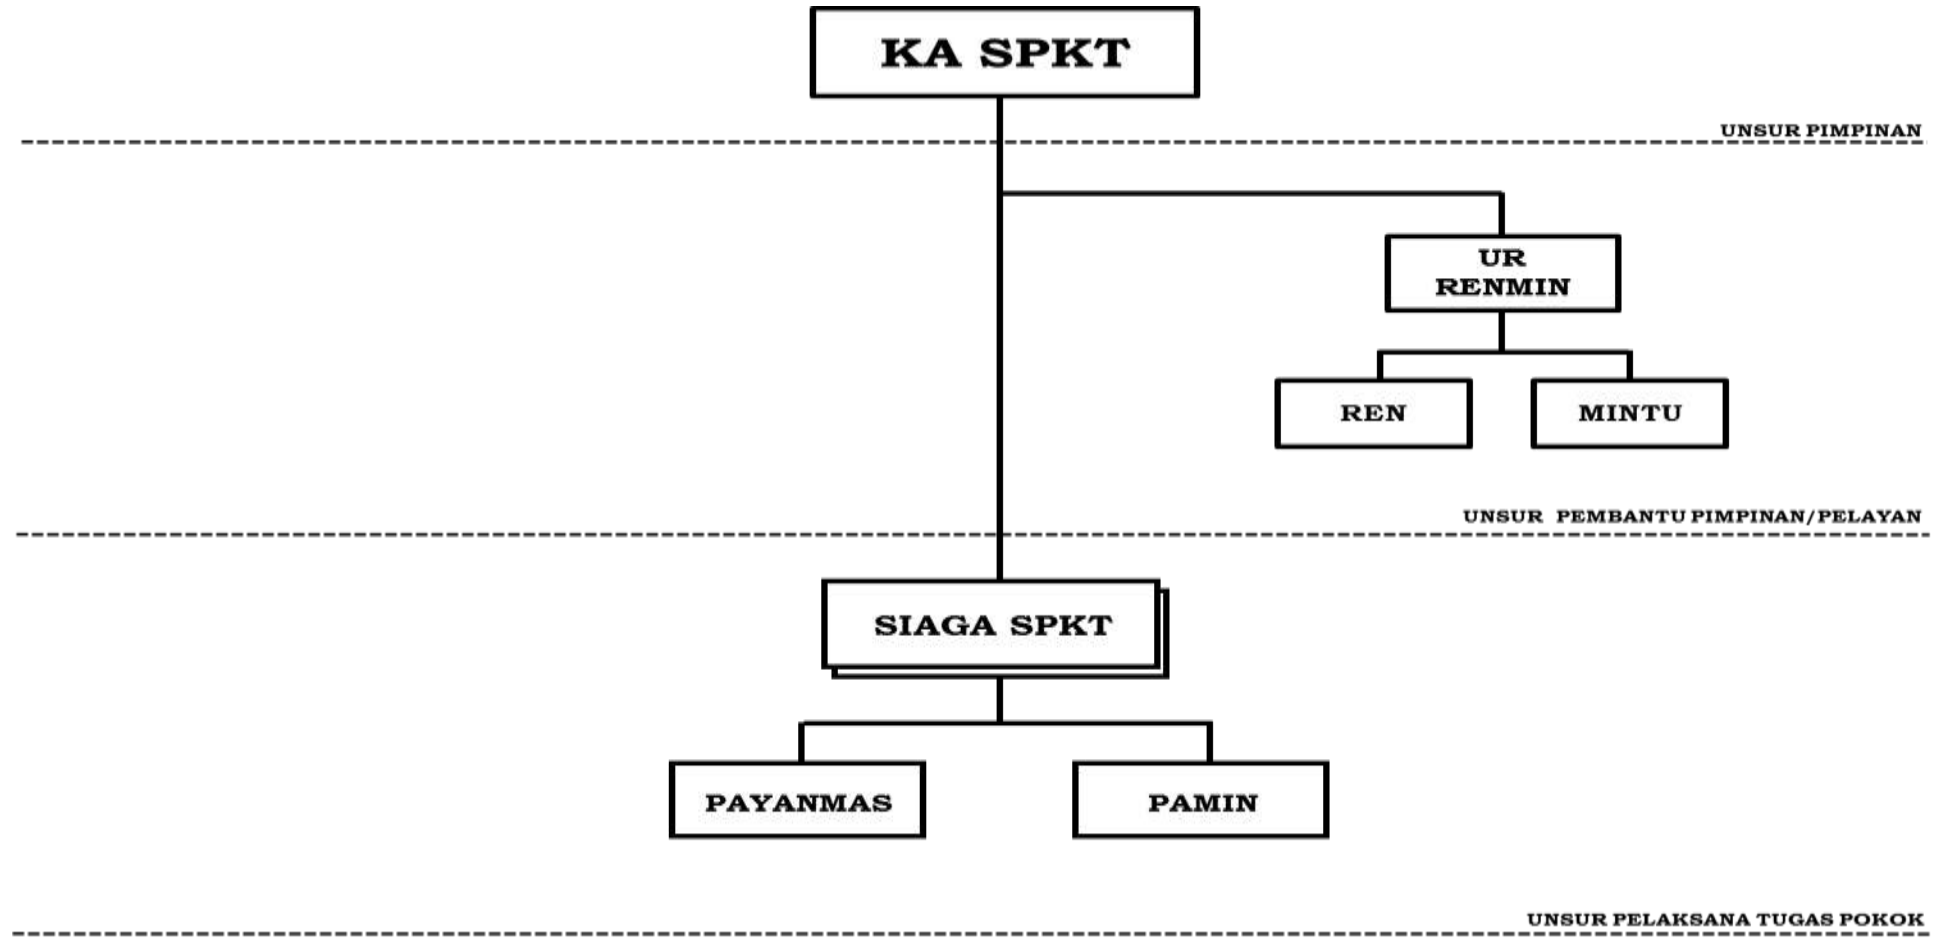 KA SPKT
UNSUR PIMPINAN
UR
RENMIN
REN
MINTU
UNSUR PEMBANTU PIMPINAN/PELAYAN
SIAGA SPKT
PAYANMAS
PAMIN
UNSUR PELAKSANA TUGAS POKOK